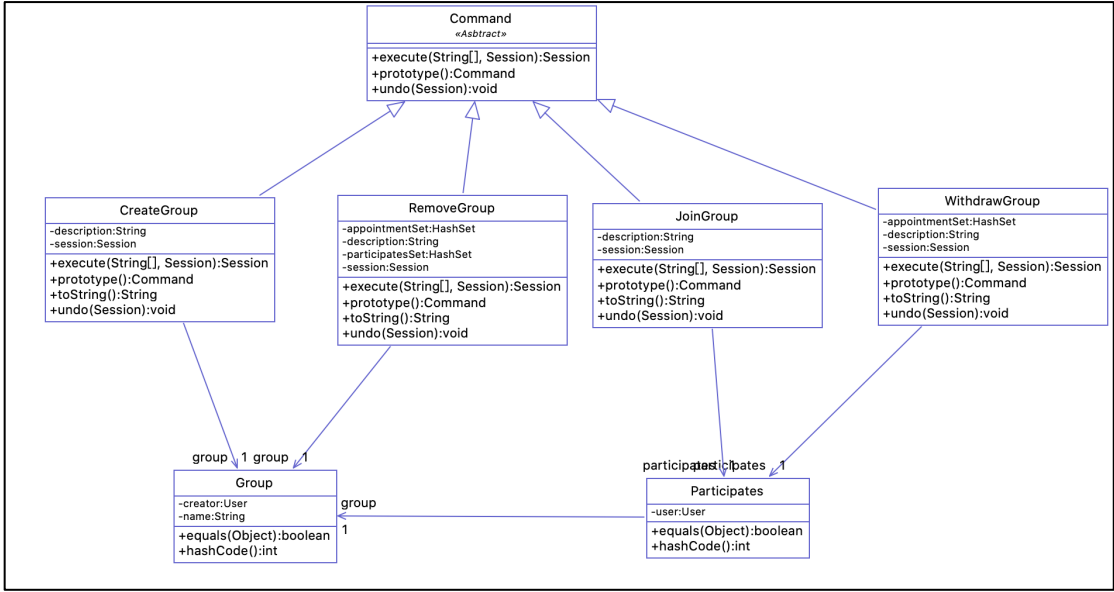 Command
«Asbtract»
+execute(String[], Session):Session
+prototype():Command
+undo(Session):void
CreateGroup
-description:String
-session:Session
+execute(String[], Session):Session
+prototype():Command
+toString():String
+undo(Session):void
RemoveGroup
-appointmentSet:HashSet
-description:String
-participatesSet:HashSet
-session:Session
+execute(String[], Session):Session
+prototype():Command
+toString():String
+undo(Session):void
JoinGroup
-description:String
-session:Session
+execute(String[], Session):Session
+prototype():Command
+toString():String
+undo(Session):void
WithdrawGroup
-appointmentSet:HashSet
-description:String
-session:Session
+execute(String[], Session):Session
+prototype():Command
+toString():String
+undo(Session):void
group 1 group 1
participates 1 participates 1
Group
-creator:User
-name:String
+equals(Object):boolean
+hashCode():int
group
1
Participates
-user:User
+equals(Object):boolean
+hashCode():int